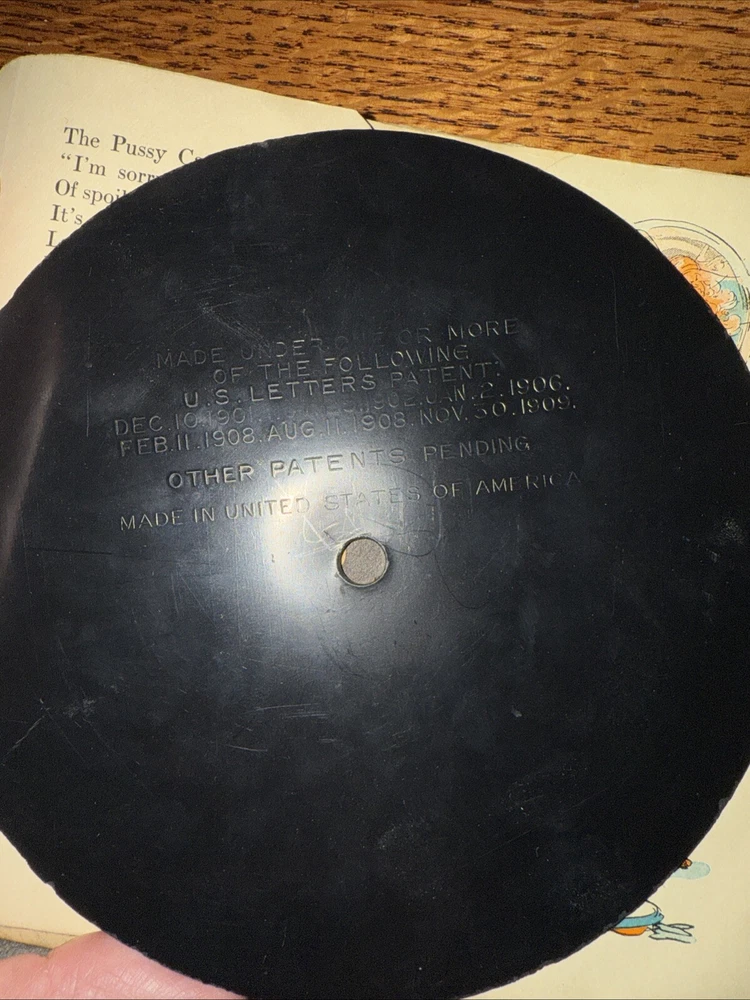 The Pussy
"I'm sorry
Of spoil
It's
MADE UNDER ONE OR MORE
OF THE FOLLOWING
U.S. LETTERS PATENT:
DEC.10.1901. 1902.JAN.2.1906.
FEB.11.1908.AUG.11.1908.NOV.30.1909.
OTHER PATENTS PENDING
MADE IN UNITED STATES OF AMERICA